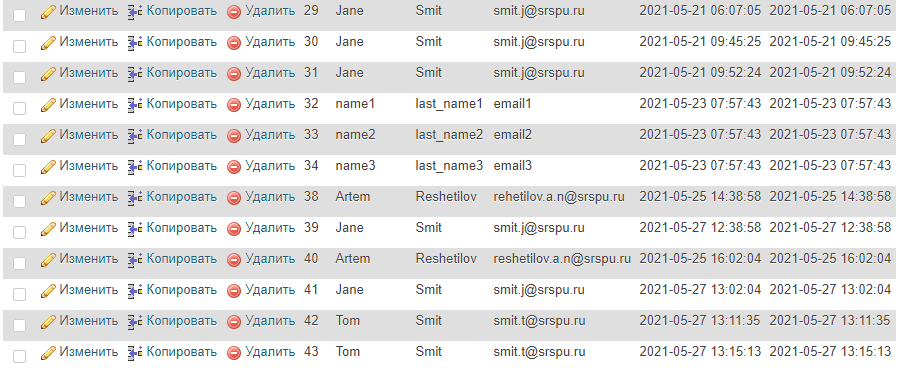 Изменить Копировать Удалить 29 Jane Smit smit.j@srspu.ru 2021-05-21 06:07:05 2021-05-21 06:07:05
Изменить Копировать Удалить 30 Jane Smit smit.j@srspu.ru 2021-05-21 09:45:25 2021-05-21 09:45:25
Изменить Копировать Удалить 31 Jane Smit smit.j@srspu.ru 2021-05-21 09:52:24 2021-05-21 09:52:24
Изменить Копировать Удалить 32 name1 last_name1 email1 2021-05-23 07:57:43 2021-05-23 07:57:43
Изменить Копировать Удалить 33 name2 last_name2 email2 2021-05-23 07:57:43 2021-05-23 07:57:43
Изменить Копировать Удалить 34 name3 last_name3 email3 2021-05-23 07:57:43 2021-05-23 07:57:43
Изменить Копировать Удалить 38 Artem Reshetilov rehetilov.a.n@srspu.ru 2021-05-25 14:38:58 2021-05-25 14:38:58
Изменить Копировать Удалить 39 Jane Smit smit.j@srspu.ru 2021-05-27 12:38:58 2021-05-27 12:38:58
Изменить Копировать Удалить 40 Artem Reshetilov reshetilov.a.n@srspu.ru 2021-05-25 16:02:04 2021-05-25 16:02:04
Изменить Копировать Удалить 41 Jane Smit smit.j@srspu.ru 2021-05-27 13:02:04 2021-05-27 13:02:04
Изменить Копировать Удалить 42 Tom Smit smit.t@srspu.ru 2021-05-27 13:11:35 2021-05-27 13:11:35
Изменить Копировать Удалить 43 Tom Smit smit.t@srspu.ru 2021-05-27 13:15:13 2021-05-27 13:15:13